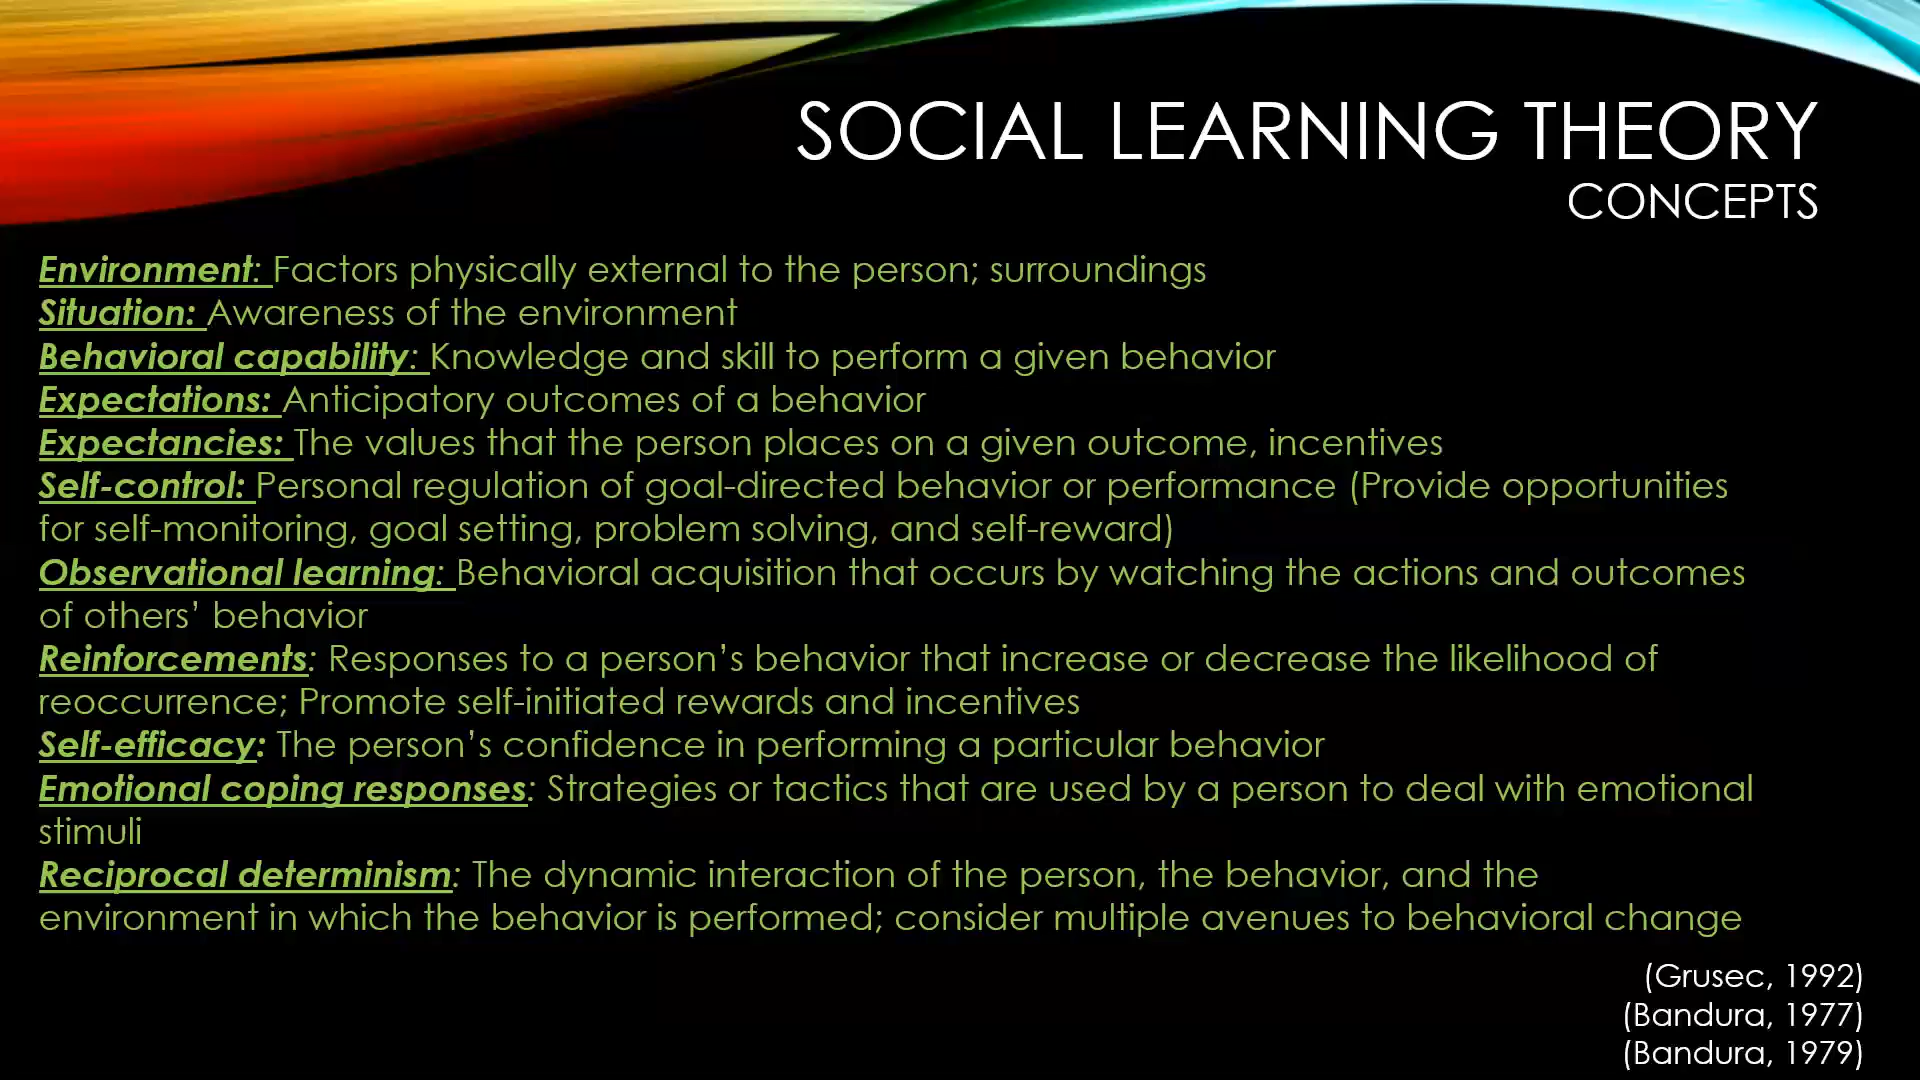 SOCIAL LEARNING THEORY
CONCEPTS
Environment: Factors physically external to the person; surroundings
Situation: Awareness of the environment
Behavioral capability: Knowledge and skill to perform a given behavior
Expectations: Anticipatory outcomes of a behavior
Expectancies: The values that the person places on a given outcome, incentives
Self-control: Personal regulation of goal-directed behavior or performance (Provide opportunities
for self-monitoring, goal setting, problem solving, and self-reward)
Observational learning: Behavioral acquisition that occurs by watching the actions and outcomes
of others’ behavior
Reinforcements: Responses to a person’s behavior that increase or decrease the likelihood of
reoccurrence; Promote self-initiated rewards and incentives
Self-efficacy: The person’s confidence in performing a particular behavior
Emotional coping responses: Strategies or tactics that are used by a person to deal with emotional
stimuli
Reciprocal determinism: The dynamic interaction of the person, the behavior, and the
environment in which the behavior is performed; consider multiple avenues to behavioral change
(Grusec, 1992)
(Bandura, 1977)
(Bandura, 1979)